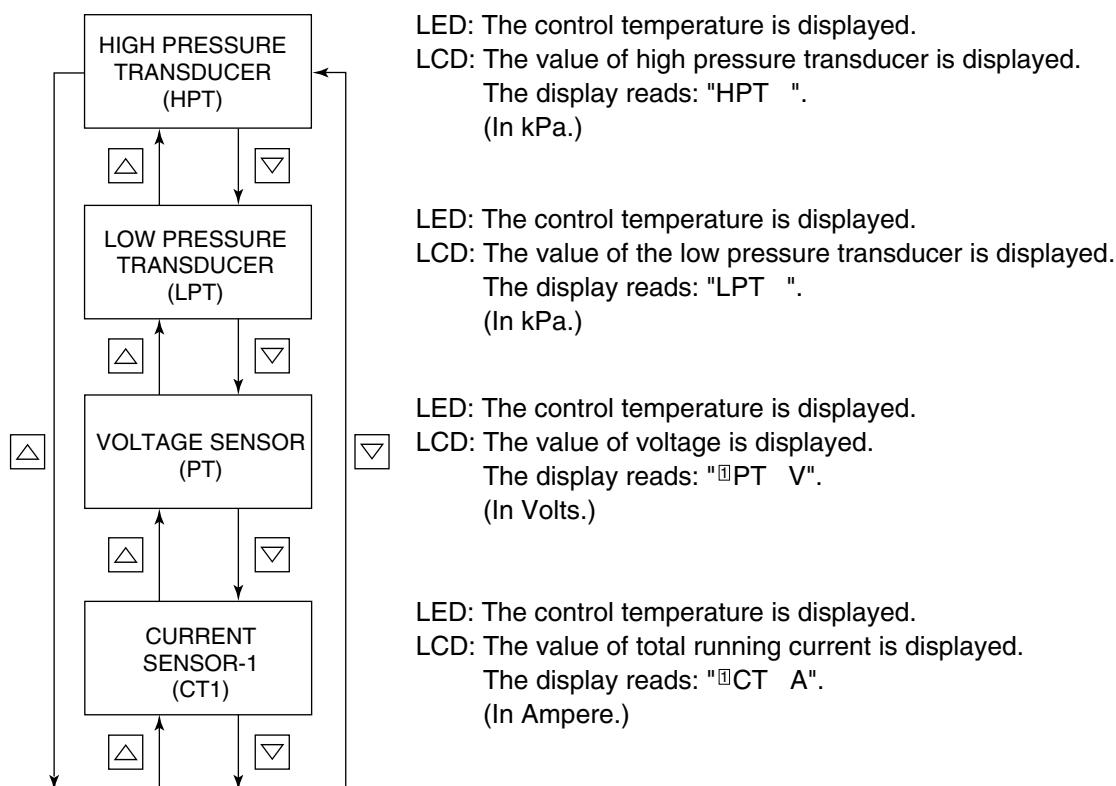 HIGH PRESSURE
TRANSDUCER
(HPT)
LED: The control temperature is displayed.
LCD: The value of high pressure transducer is displayed.
The display reads: "HPT   ".
(In kPa.)
LOW PRESSURE
TRANSDUCER
(LPT)
LED: The control temperature is displayed.
LCD: The value of the low pressure transducer is displayed.
The display reads: "LPT   ".
(In kPa.)
VOLTAGE SENSOR
(PT)
LED: The control temperature is displayed.
LCD: The value of voltage is displayed.
The display reads: "1PT   V".
(In Volts.)
CURRENT
SENSOR-1
(CT1)
LED: The control temperature is displayed.
LCD: The value of total running current is displayed.
The display reads: "1CT   A".
(In Ampere.)